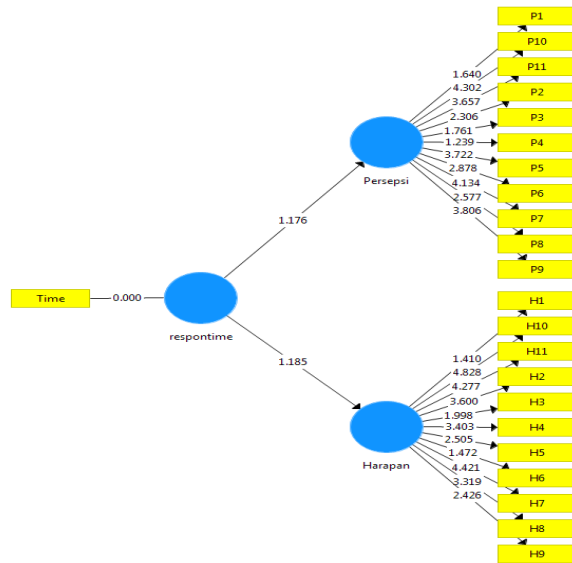 P1
P10
P11
P2
P3
P4
P5
P6
P7
P8
P9
1.640
4.302
3.657
2.306
1.761
1.239
3.722
2.878
4.134
2.577
3.806
Persepsi
1.176
Time
0.000
respontime
1.185
H1
H10
H11
H2
H3
H4
H5
H6
H7
H8
H9
1.410
4.828
4.277
3.600
1.998
3.403
2.505
1.472
4.421
3.319
2.426
Harapan